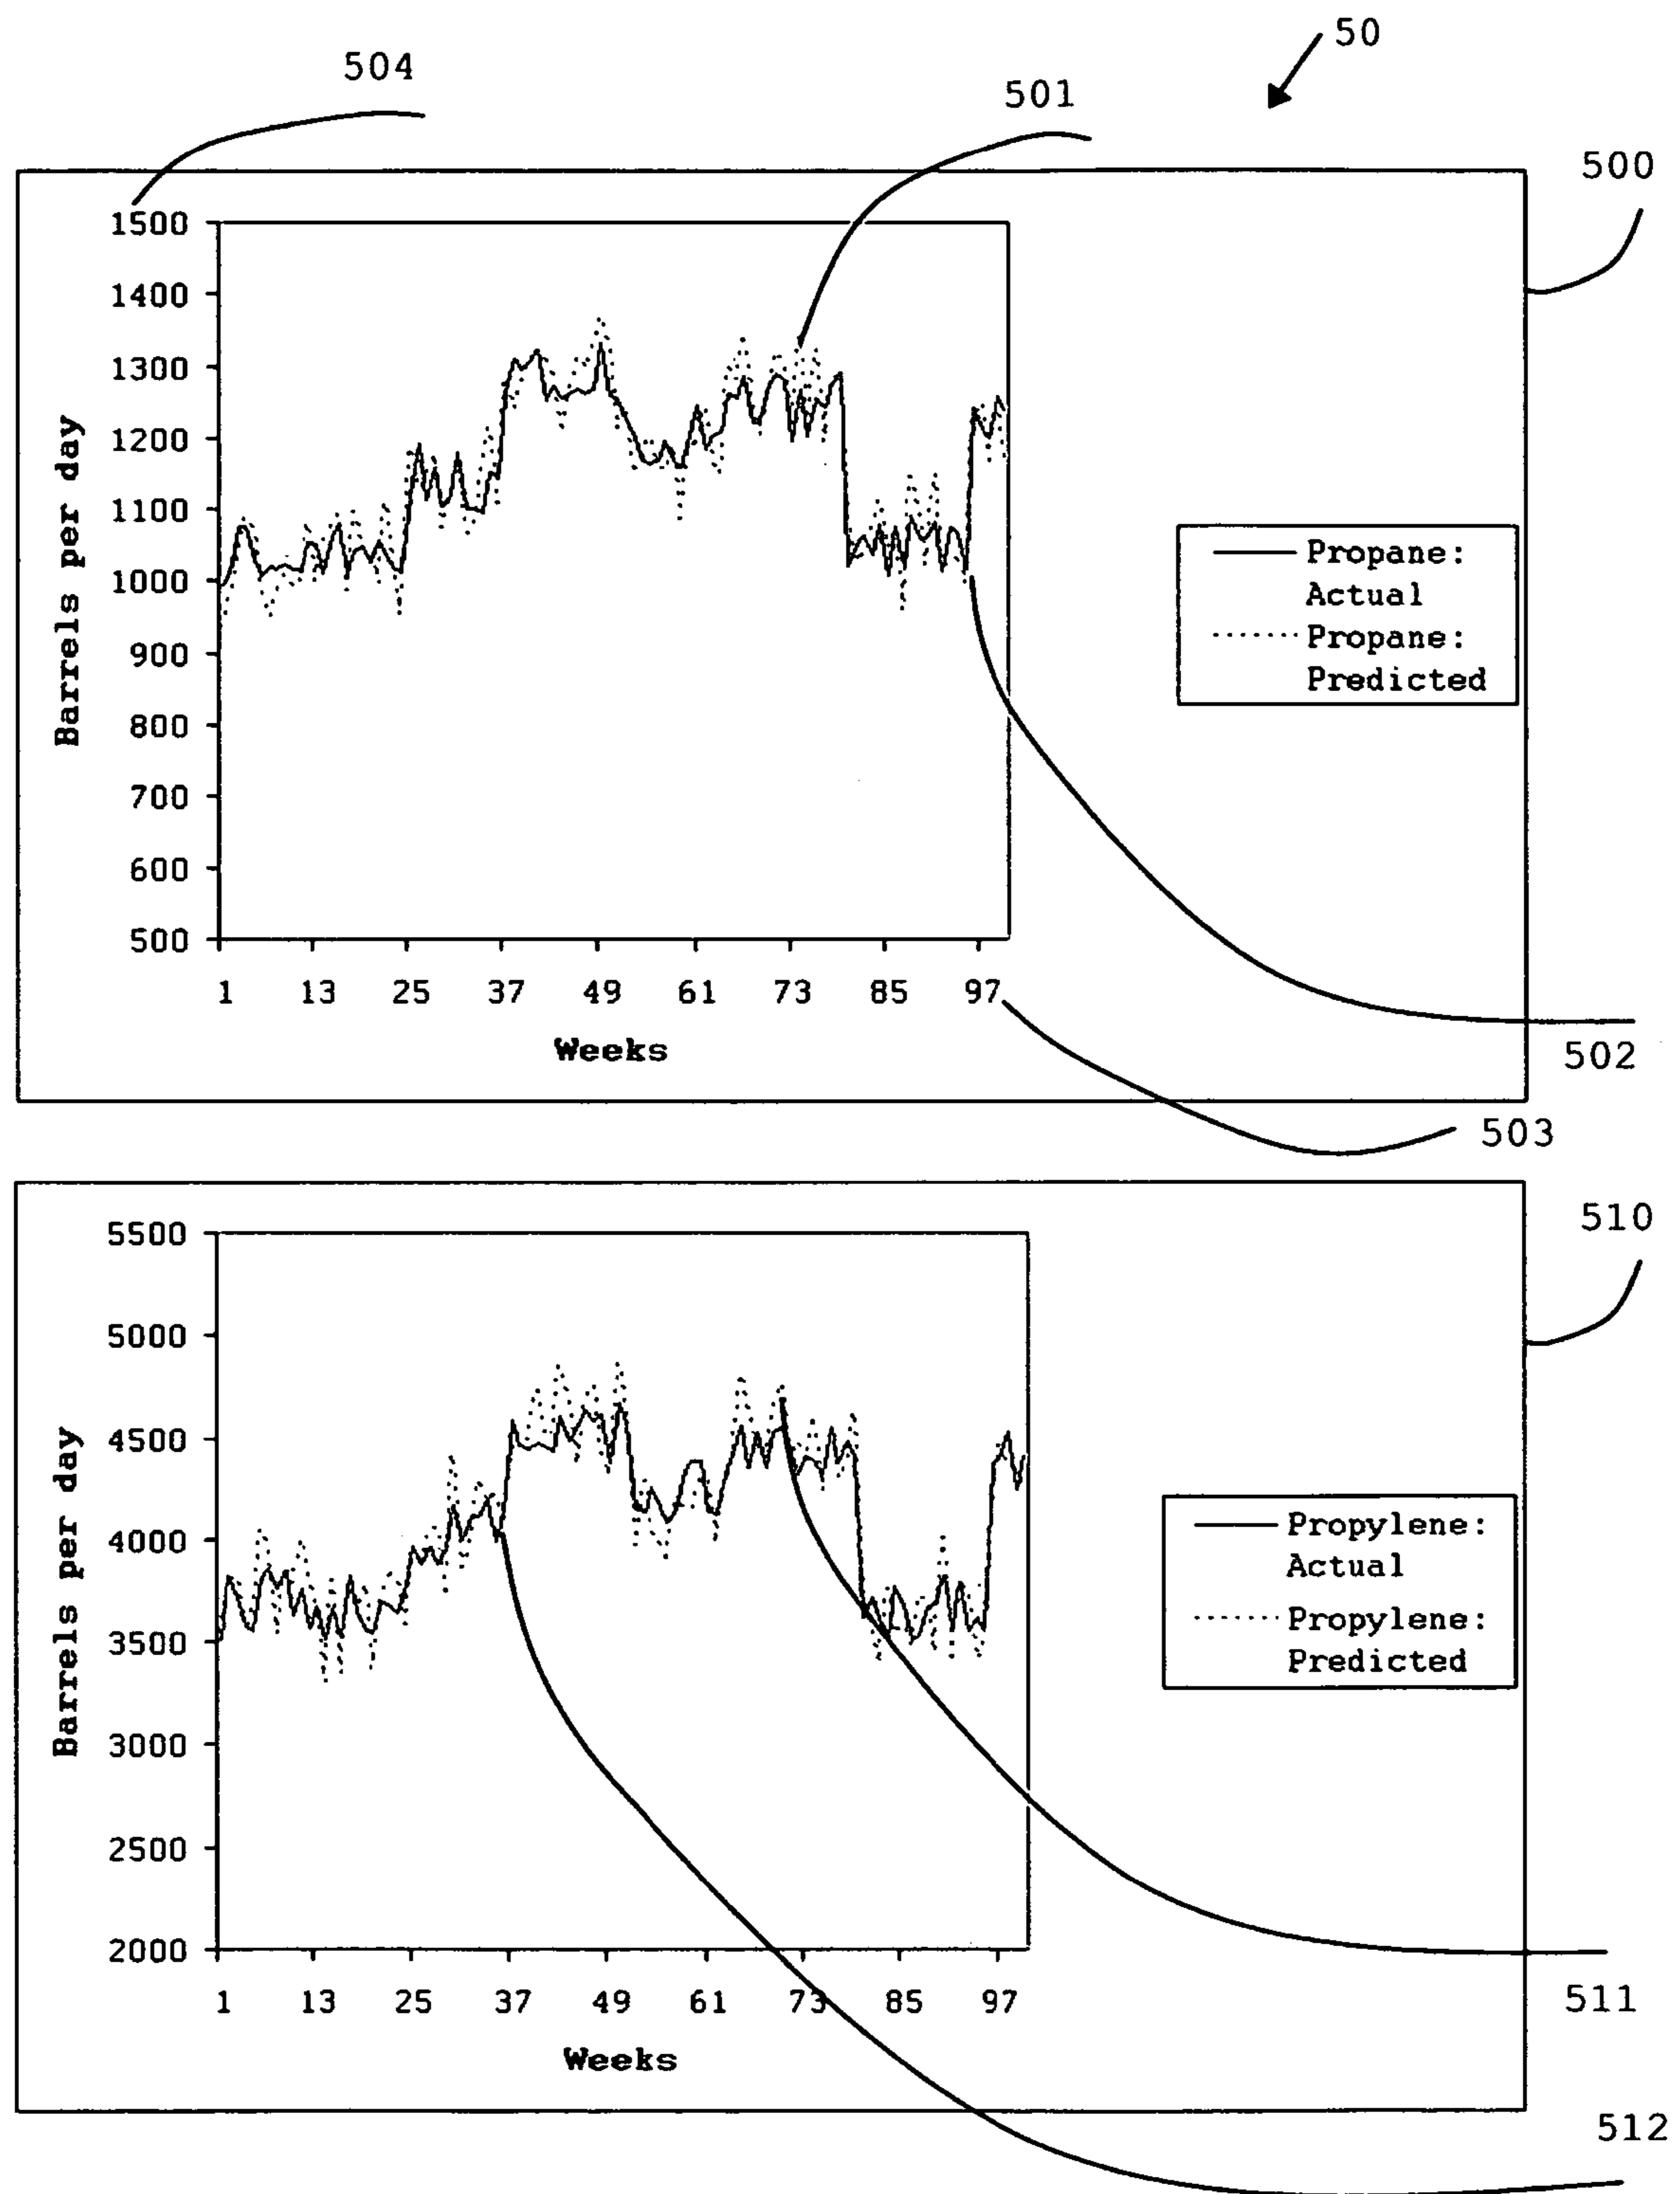 50
504
501
500
1500
1400
1300
1200
1100
1000
900
800
700
600
500
Barrels per day
1 13 25 37 49 61 73 85 97
Weeks
Propane:
Actual
Propane:
Predicted
502
503
510
5500
5000
4500
4000
3500
3000
2500
2000
Barrels per day
1 13 25 37 49 61 73 85 97
Weeks
Propylene:
Actual
Propylene:
Predicted
511
512